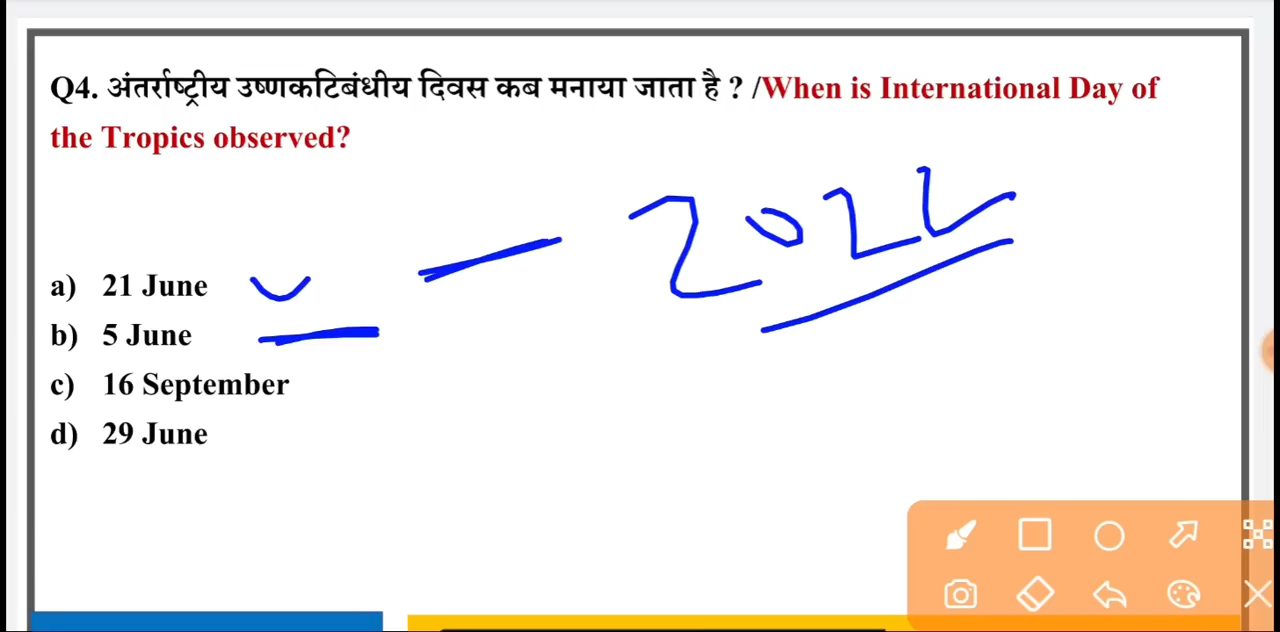 Q4. अंतर्राष्ट्रीय उष्णकटिबंधीय दिवस कब मनाया जाता है ? /When is International Day of
the Tropics observed?
2022
a) 21 June
b) 5 June
c) 16 September
d) 29 June